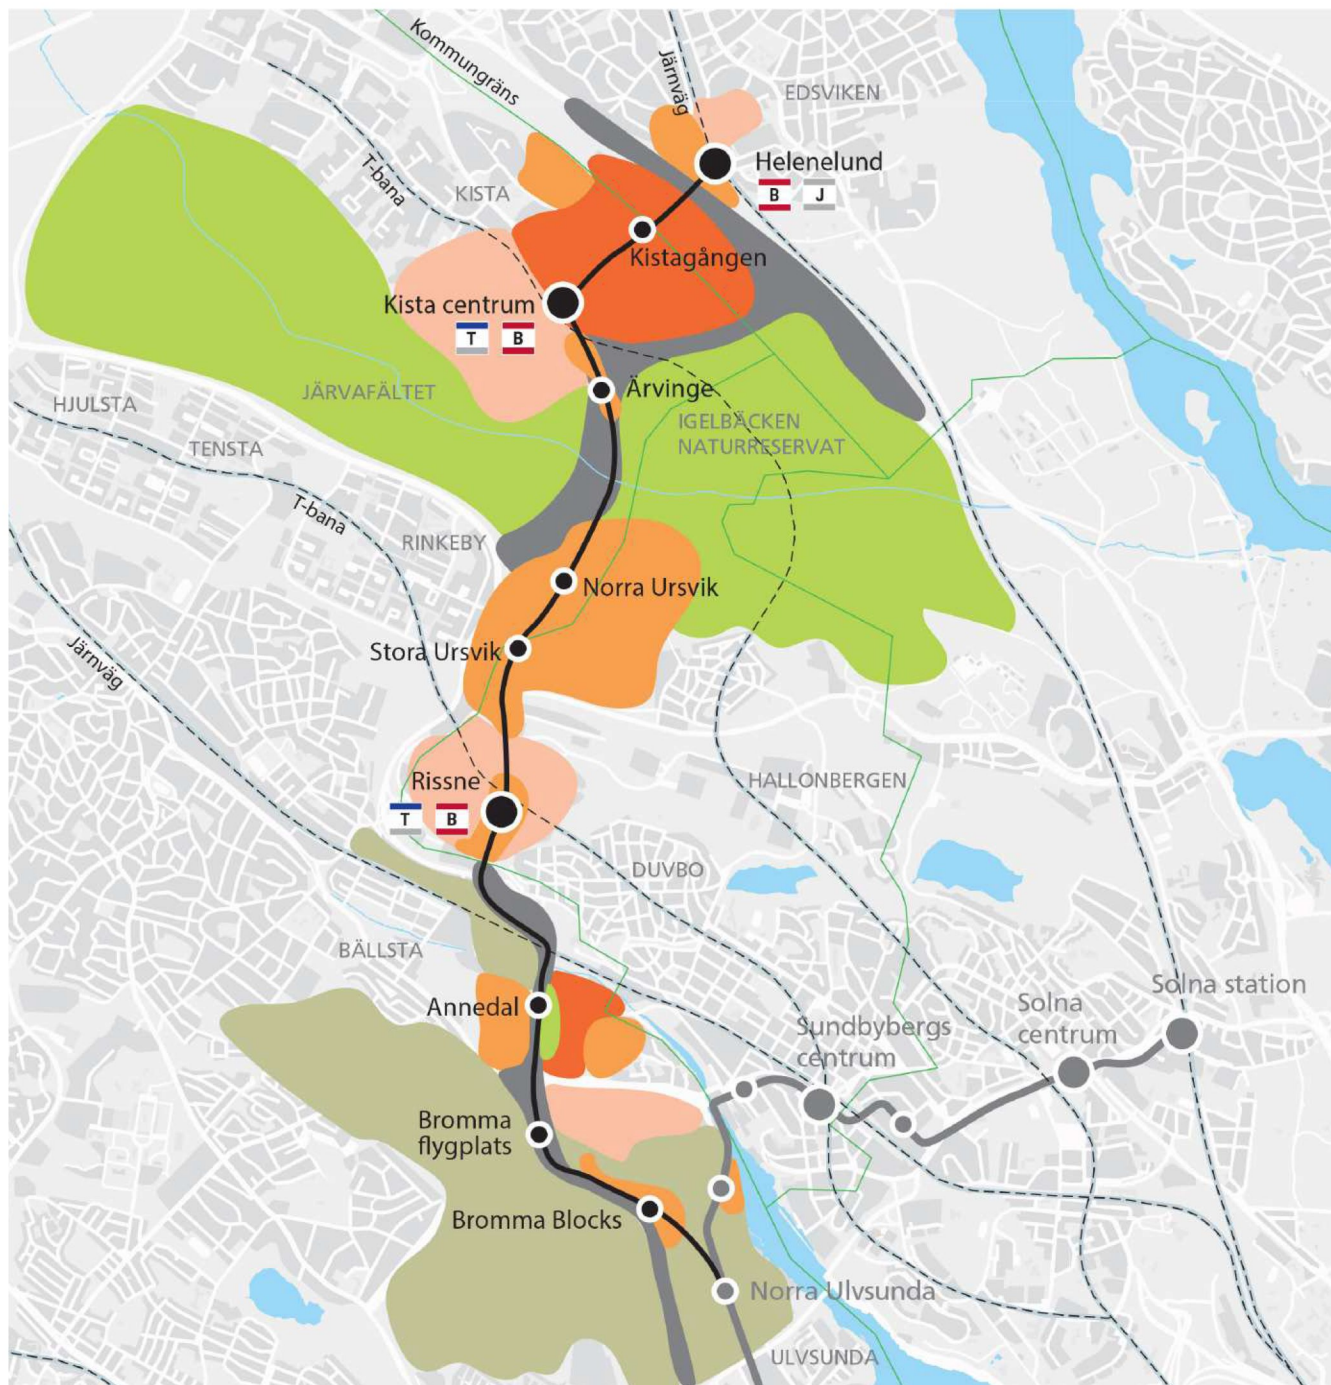 Kommungräns
Järnväg
EDSVIKEN
T-bana
KISTA
Helenelund
B J
Kistagången
Kista centrum
T B
Ärvinge
JÄRVAFÄLTET
HJULSTA
IGELBÄCKEN
NATURRESERVAT
TENSTA
T-bana
RINKEBY
Norra Ursvik
Stora Ursvik
Järnväg
Rissne
T B
HALLONBERGEN
DUVBO
BÄLLSTA
Annedal
Solna station
Solna
centrum
Sundbybergs
centrum
Bromma
flygplats
Bromma Blocks
Norra Ulvsunda
ULVSUNDA